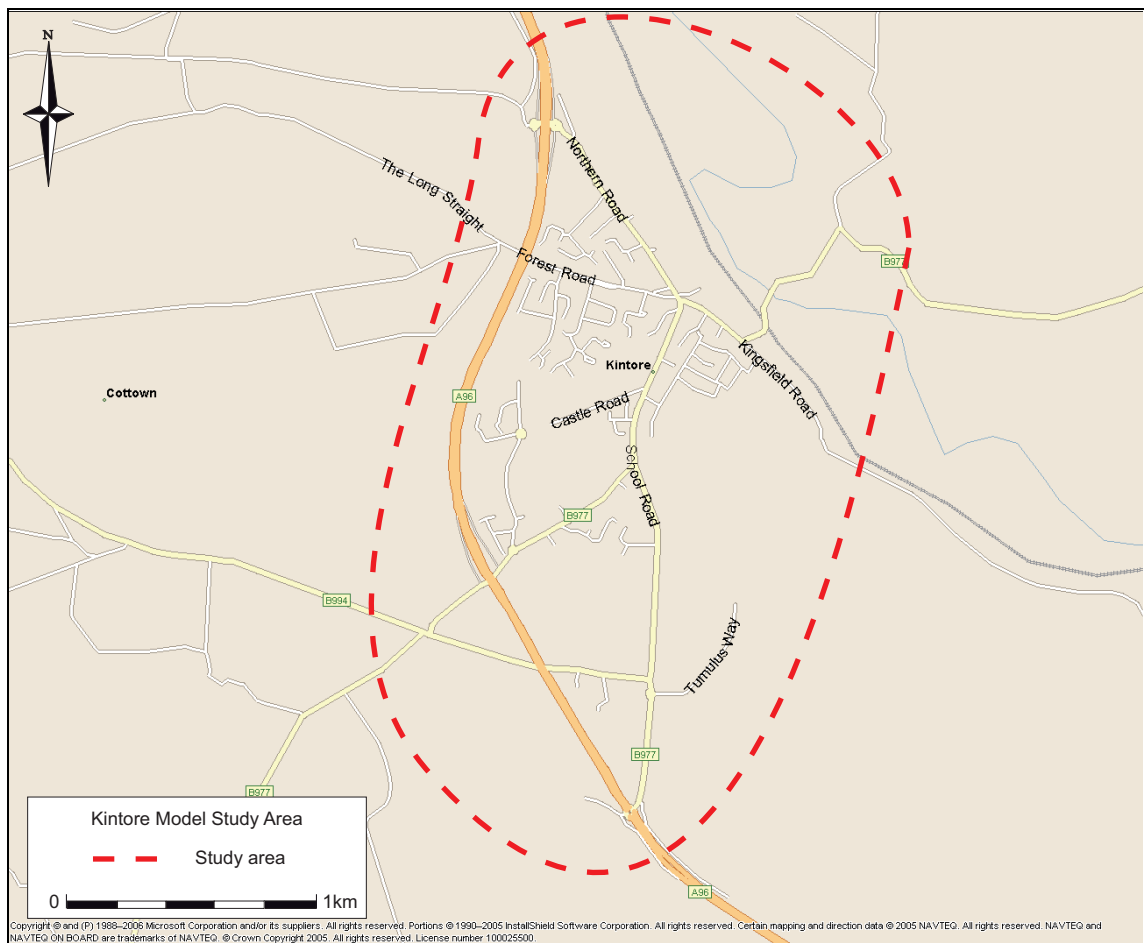 N
The Long Straight
Northern Road
Forest Road
B977
Kingsfield Road
Kintore
Cottown
A96
Castle Road
School Road
B977
B994
Tumulus Way
B977
B977
Kintore Model Study Area
Study area
0 1km
A96
Copyright © and (P) 1988–2006 Microsoft Corporation and/or its suppliers. All rights reserved. Portions © 1990–2005 InstallShield Software Corporation. All rights reserved. Certain mapping and direction data © 2005 NAVTEQ. All rights reserved. NAVTEQ and
NAVTEQ ON BOARD are trademarks of NAVTEQ. © Crown Copyright 2005. All rights reserved. License number 100025500.